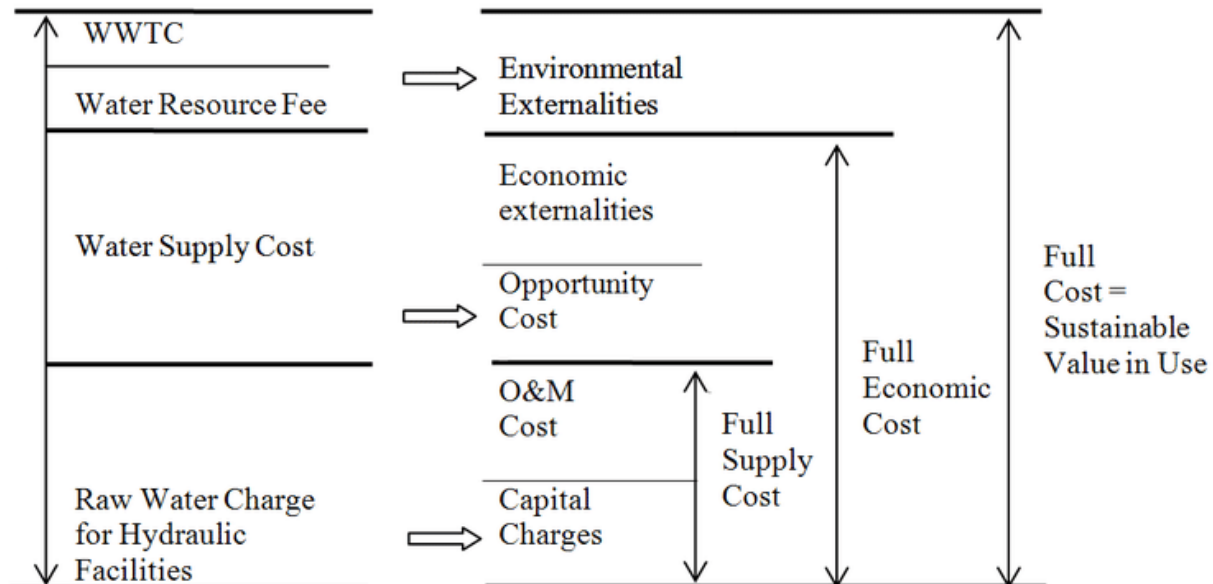 WWTC
Water Resource Fee
Water Supply Cost
Raw Water Charge
for Hydraulic
Facilities
Environmental
Externalities
Economic
externalities
Opportunity
Cost
O&M
Cost
Capital
Charges
Full
Supply
Cost
Full
Economic
Cost
Full
Cost =
Sustainable
Value in Use